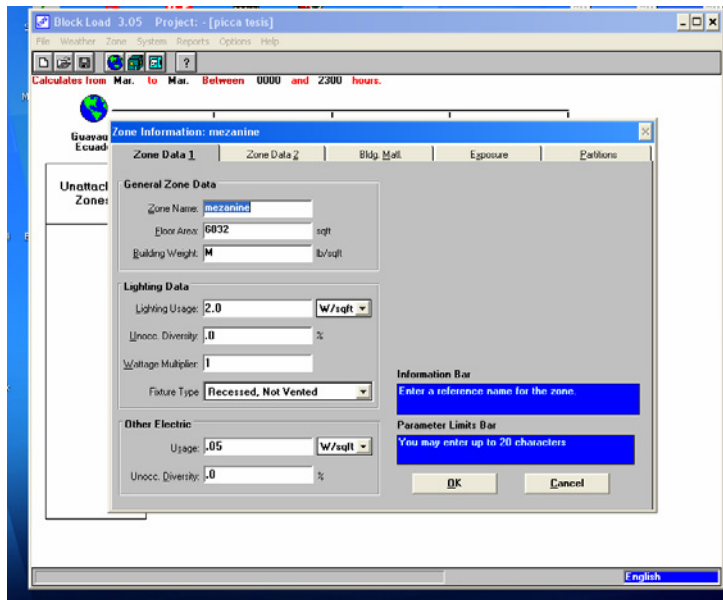 Block Load 3.05 Project: - [picca tesis]
File Weather Zone System Reports Options Help
?
Calculates from Mar. to Mar. Between 0000 and 2300 hours.
Zone Information: mezanine
Zone Data 1 Zone Data 2 Bldg. Matl. Exposure Partitions
Unattac
Zone
General Zone Data
Zone Name: mezanine
Floor Area: 6832 sqft
Building Weight: M lb/sqft
Lighting Data
Lighting Usage: 2.0 W/sqft
Unocc. Diversity: .0 %
Wattage Multiplier: 1
Fixture Type Recessed, Not Vented
Other Electric
Usage: .05 W/sqft
Unocc. Diversity: .0 %
Information Bar
Enter a reference name for the zone.
Parameter Limits Bar
You may enter up to 20 characters
OK Cancel
English